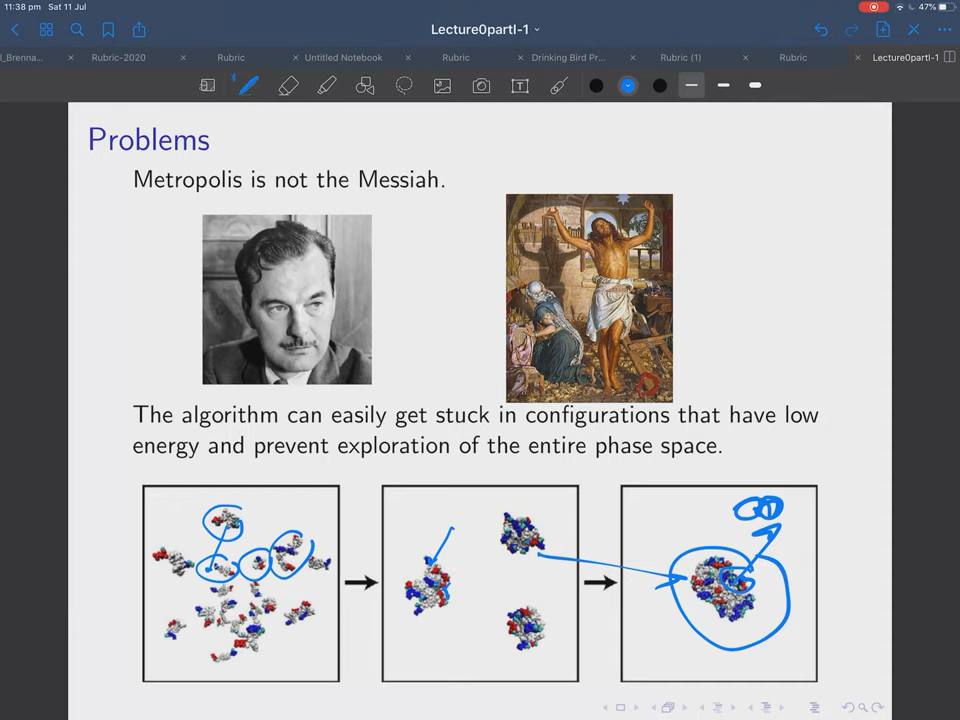 11:38 pm Sat 11 Jul
47%
Lecture0partI-1
l_Brenna...
Rubric-2020
Rubric
Untitled Notebook
Rubric
Drinking Bird Pr...
Rubric (1)
Rubric
Lecture0partI-1
Problems
Metropolis is not the Messiah.
The algorithm can easily get stuck in configurations that have low
energy and prevent exploration of the entire phase space.